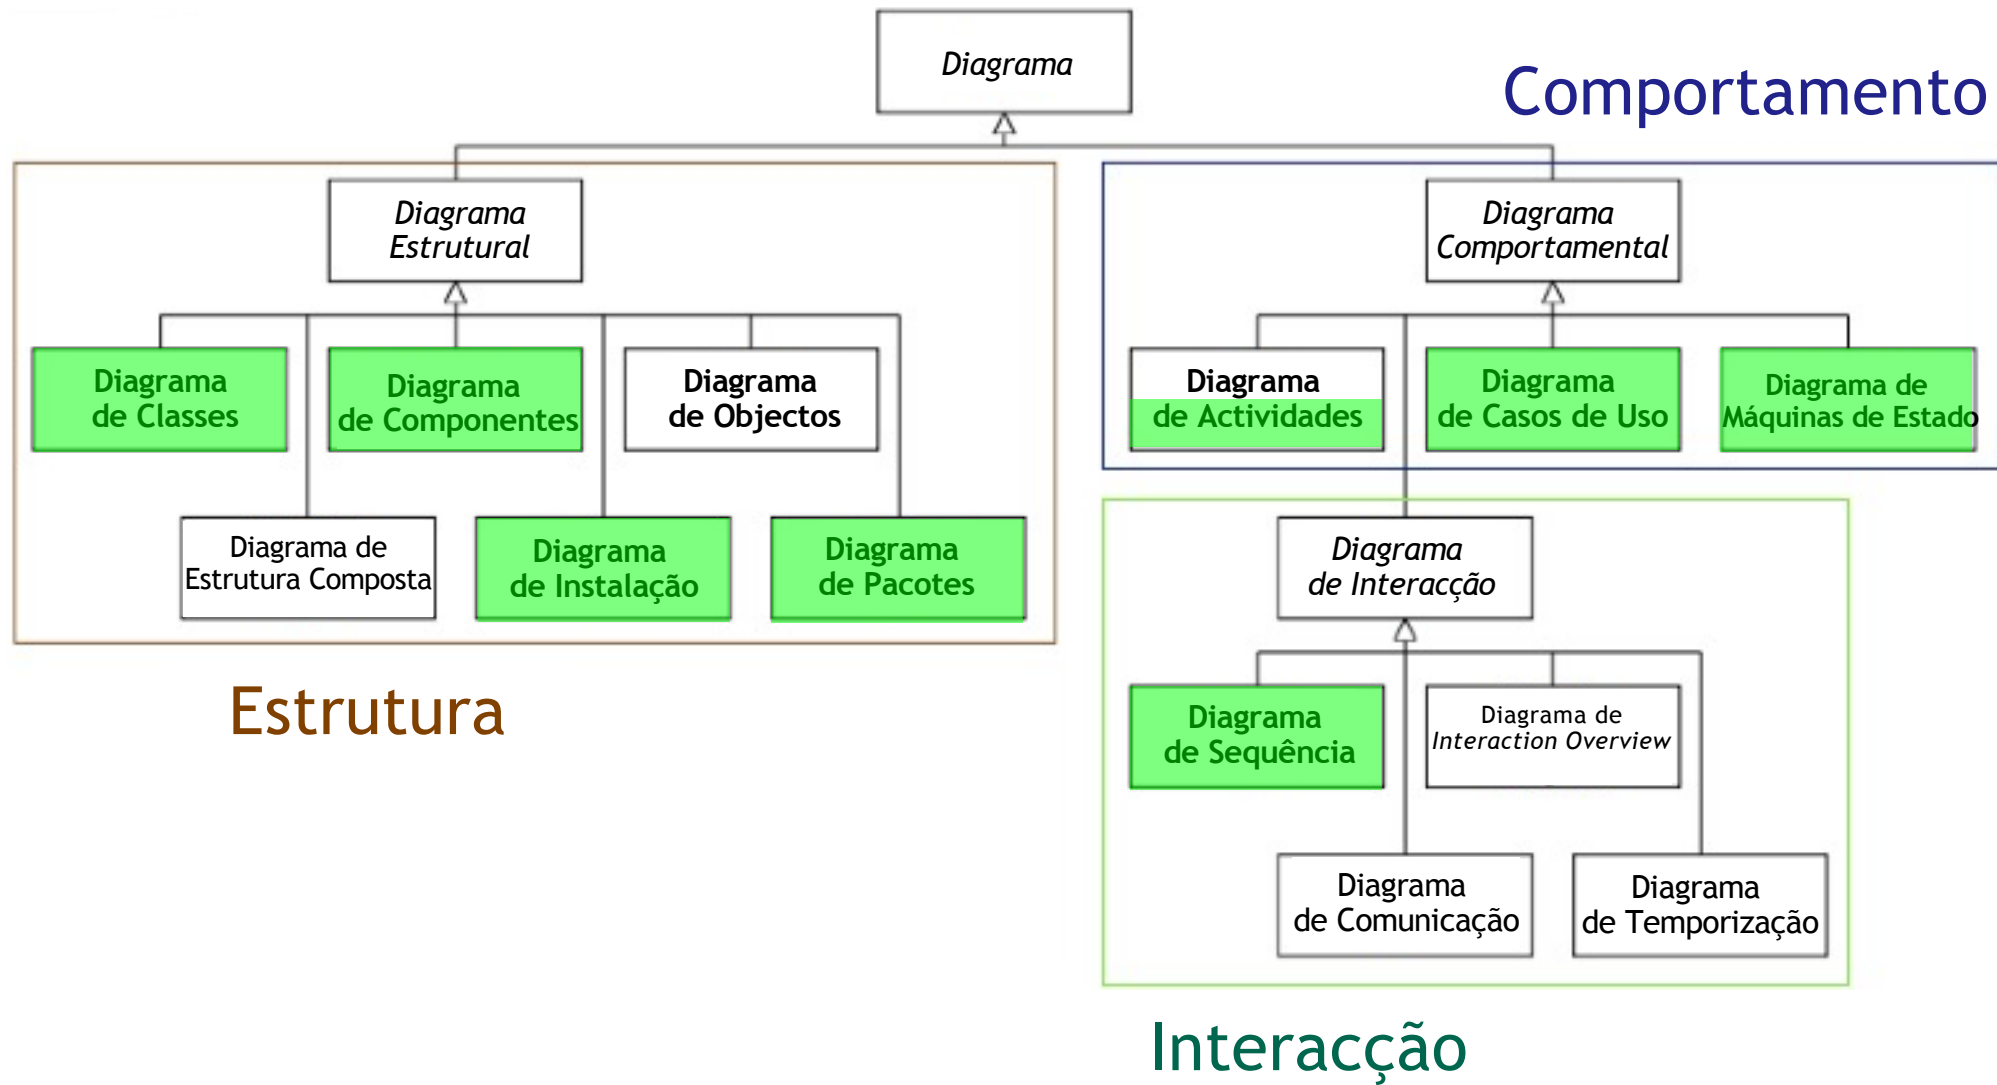 Diagrama
Comportamento
Diagrama
Estrutural
Diagrama
Comportamental
Diagrama
de Classes
Diagrama
de Componentes
Diagrama
de Objectos
Diagrama
de Actividades
Diagrama
de Casos de Uso
Diagrama de
Máquinas de Estado
Diagrama de
Estrutura Composta
Diagrama
de Instalação
Diagrama
de Pacotes
Diagrama
de Interacção
Estrutura
Diagrama
de Sequência
Diagrama de
Interaction Overview
Diagrama
de Comunicação
Diagrama
de Temporização
Interacção